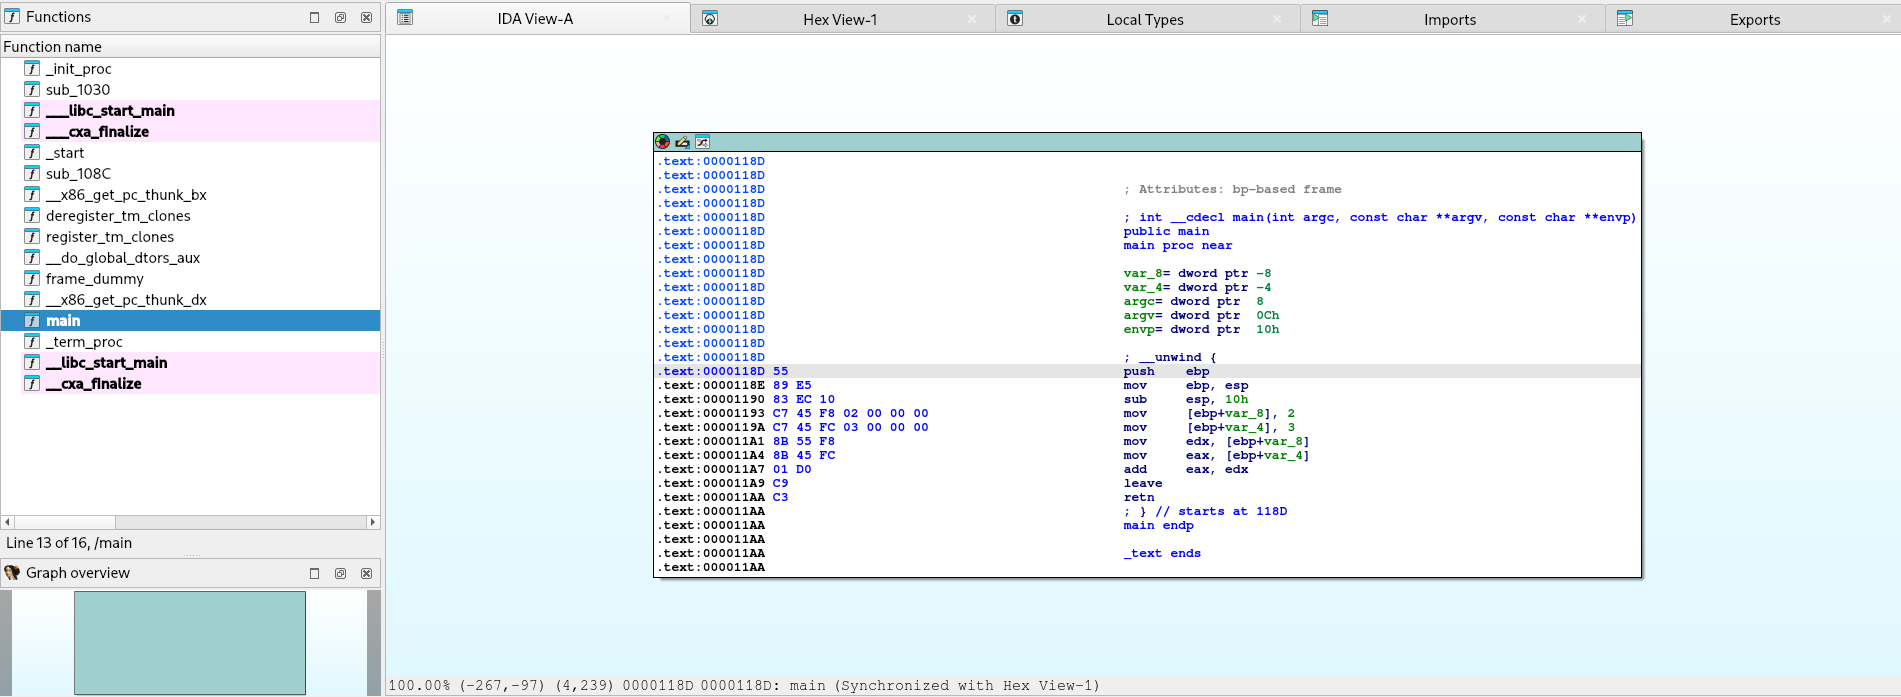 Functions
Function name
_init_proc
sub_1030
___libc_start_main
___cxa_finalize
_start
sub_108C
__x86_get_pc_thunk_bx
deregister_tm_clones
register_tm_clones
__do_global_dtors_aux
frame_dummy
__x86_get_pc_thunk_dx
main
_term_proc
__libc_start_main
__cxa_finalize
Line 13 of 16, /main
Graph overview
IDA View-A
Hex View-1
Local Types
Imports
Exports
.text:0000118D
.text:0000118D
.text:0000118D ; Attributes: bp-based frame
.text:0000118D
.text:0000118D ; int __cdecl main(int argc, const char **argv, const char **envp)
.text:0000118D public main
.text:0000118D main proc near
.text:0000118D
.text:0000118D var_8= dword ptr -8
.text:0000118D var_4= dword ptr -4
.text:0000118D argc= dword ptr  8
.text:0000118D argv= dword ptr  0Ch
.text:0000118D envp= dword ptr  10h
.text:0000118D
.text:0000118D ; __unwind {
.text:0000118D 55 push    ebp
.text:0000118E 89 E5 mov     ebp, esp
.text:00001190 83 EC 10 sub     esp, 10h
.text:00001193 C7 45 F8 02 00 00 00 mov     [ebp+var_8], 2
.text:0000119A C7 45 FC 03 00 00 00 mov     [ebp+var_4], 3
.text:000011A1 8B 55 F8 mov     edx, [ebp+var_8]
.text:000011A4 8B 45 FC mov     eax, [ebp+var_4]
.text:000011A7 01 D0 add     eax, edx
.text:000011A9 C9 leave
.text:000011AA C3 retn
.text:000011AA ; } // starts at 118D
.text:000011AA main endp
.text:000011AA
.text:000011AA _text ends
.text:000011AA
100.00% (-267,-97) (4,239) 0000118D 0000118D: main (Synchronized with Hex View-1)